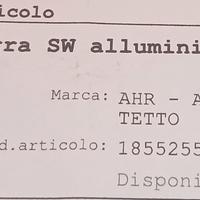 icolo
rra SW allumini
Marca: AHR - A
TETTO
d.articolo: 1855255
Disponi